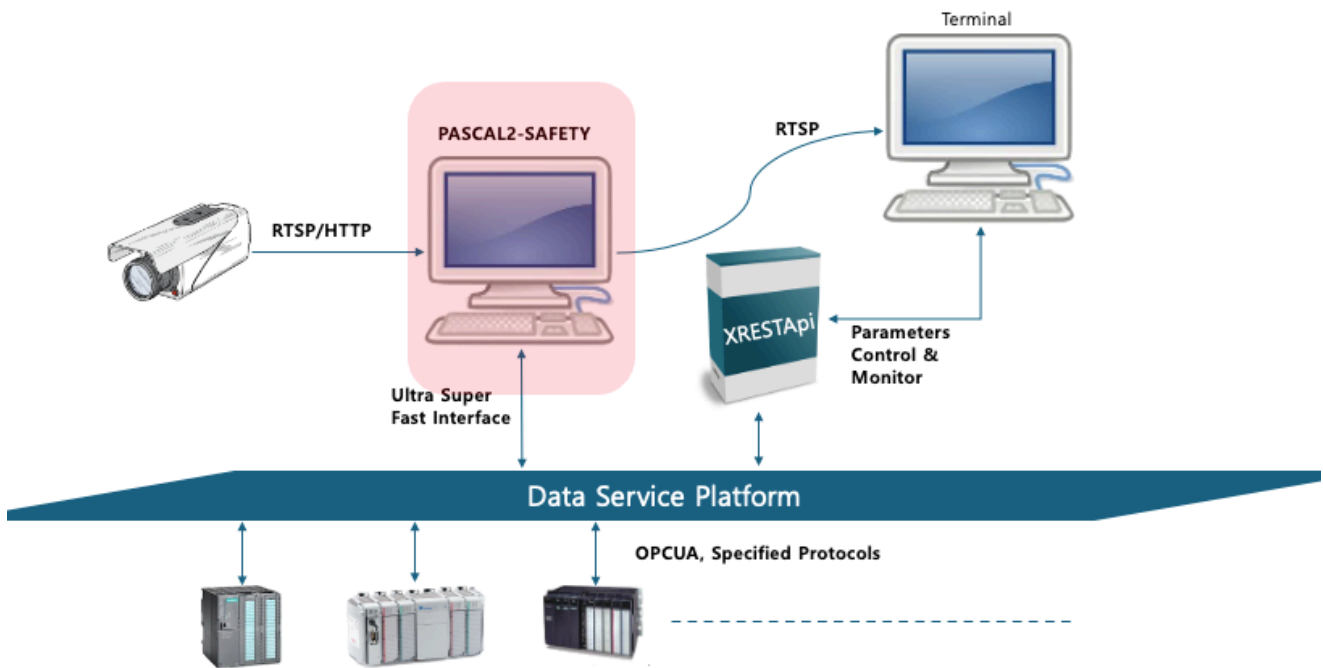 Terminal
PASCAL2-SAFETY
RTSP
RTSP/HTTP
XRESTApi
Parameters
Control &
Monitor
Ultra Super
Fast Interface
Data Service Platform
OPCUA, Specified Protocols